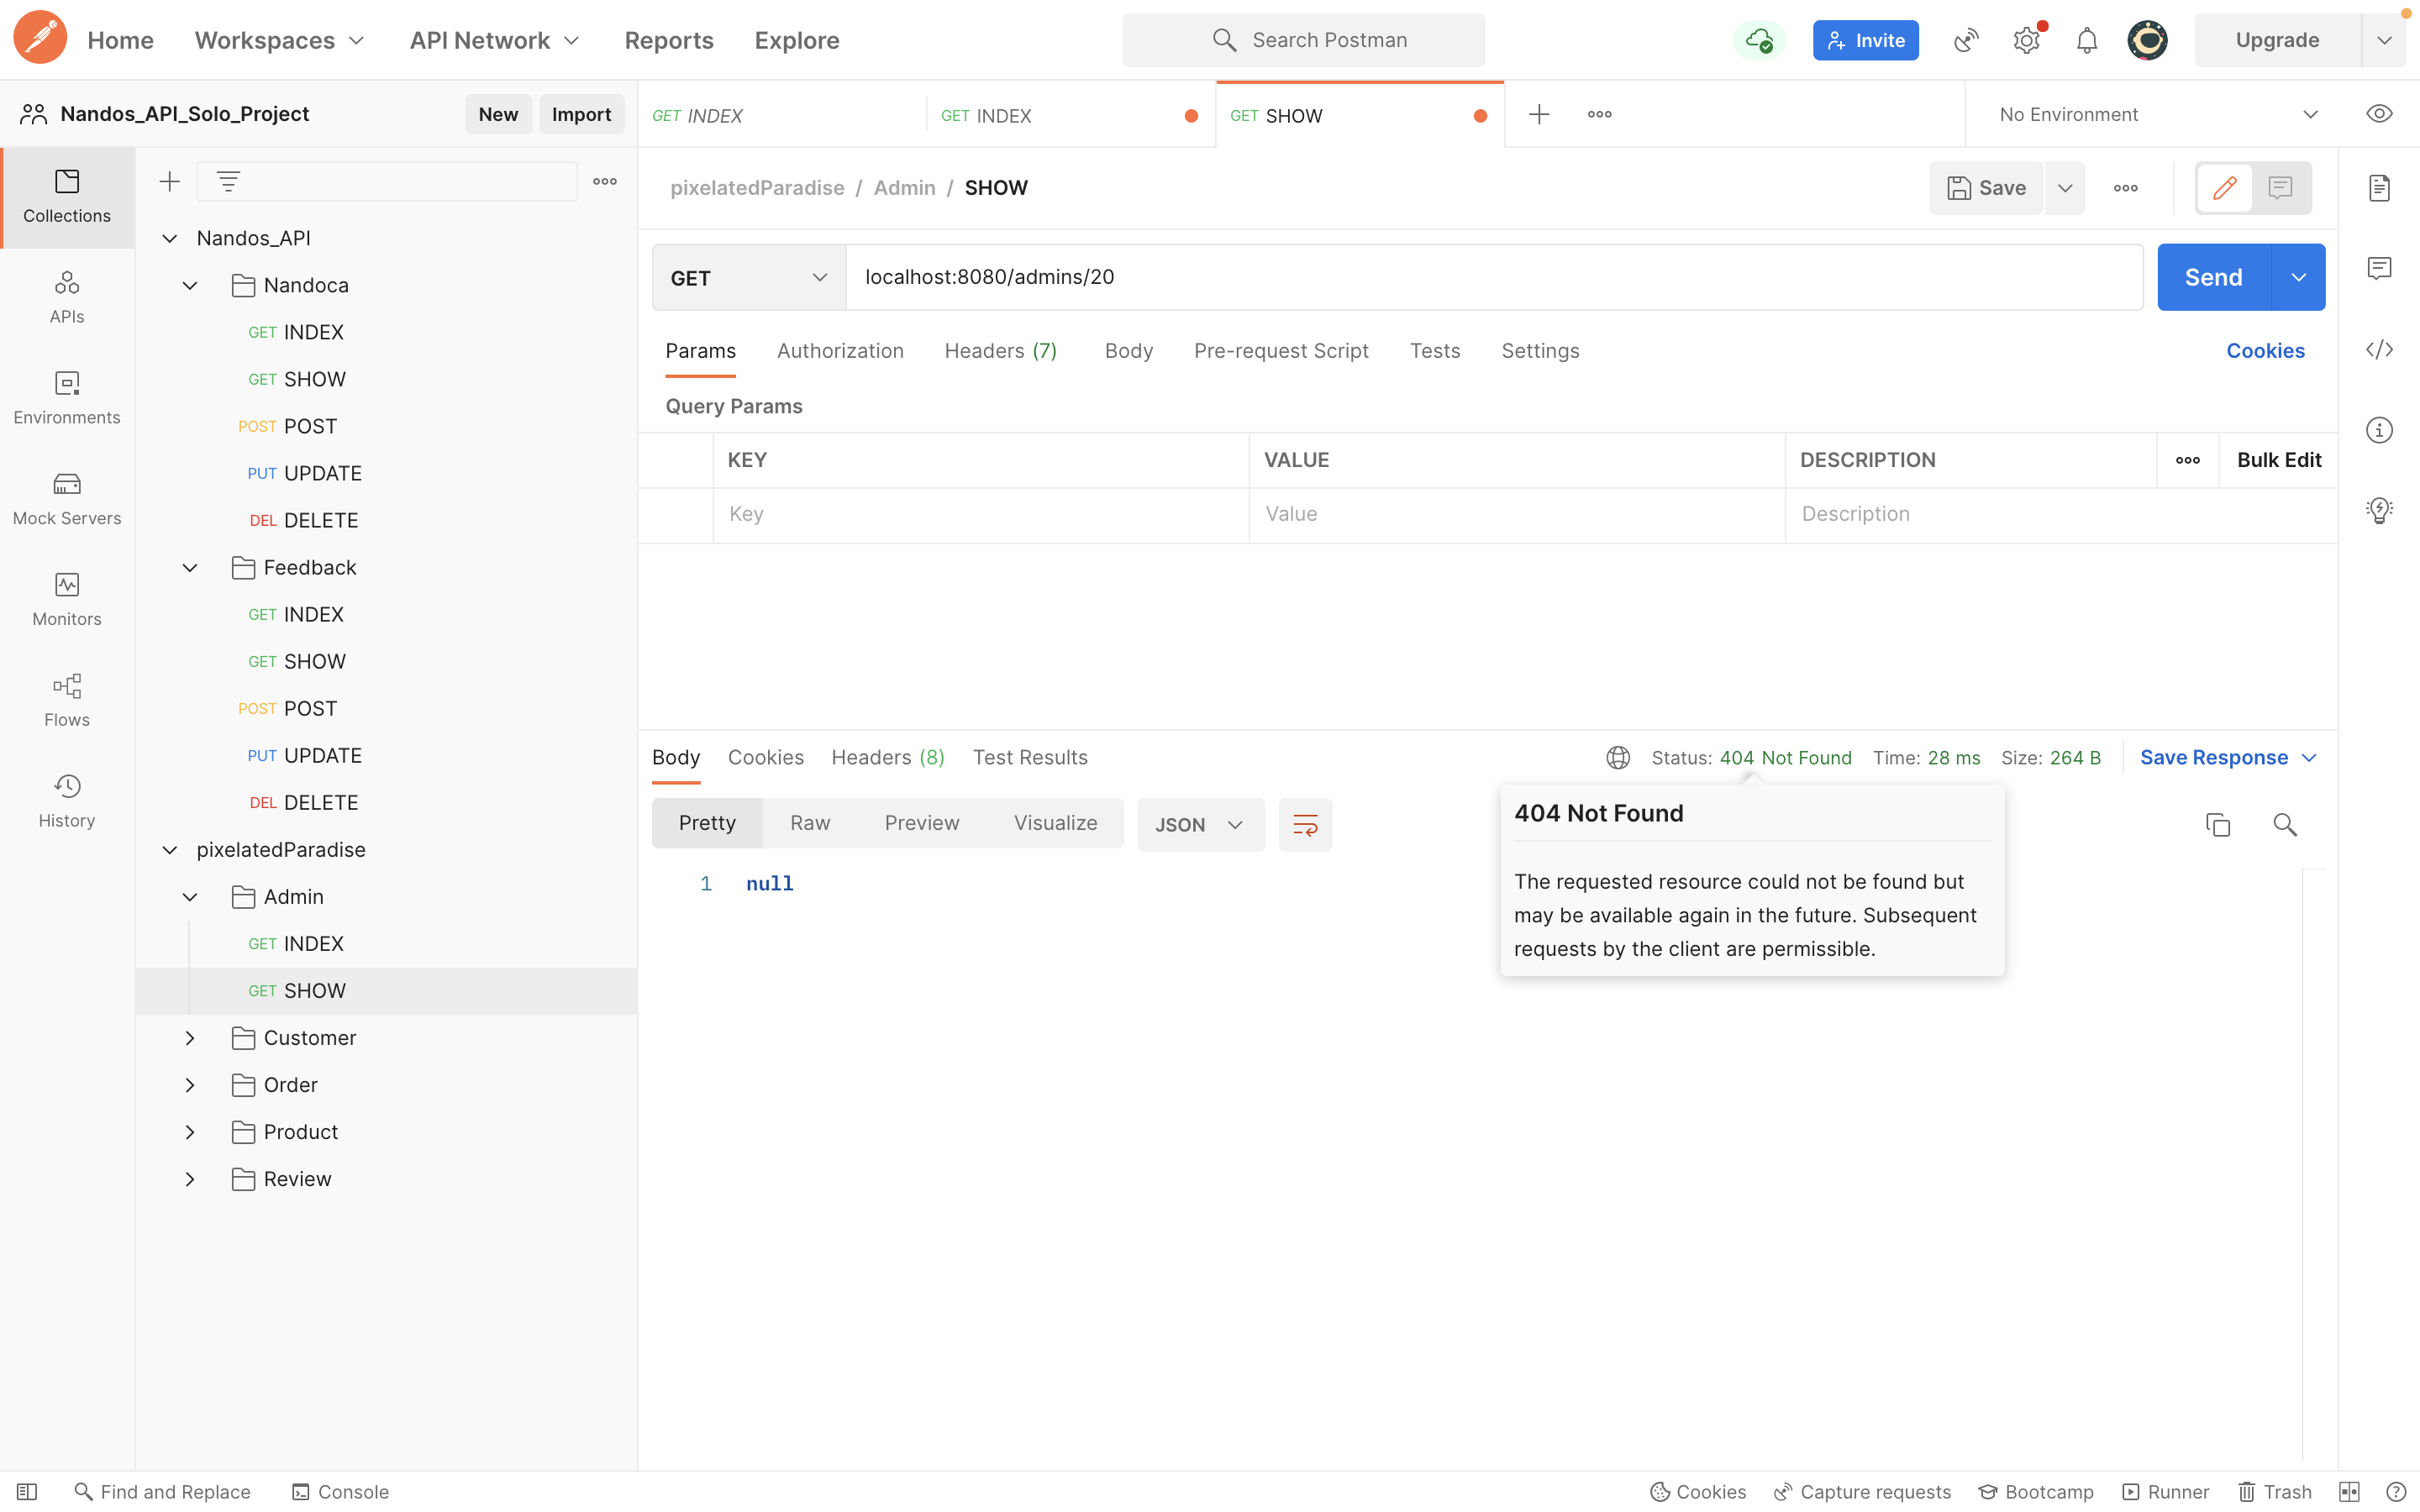 Home Workspaces API Network Reports Explore Search Postman Invite Upgrade
Nandos_API_Solo_Project New Import GET INDEX GET INDEX GET SHOW No Environment
Collections
APIs
Environments
Mock Servers
Monitors
Flows
History
Nandos_API
Nandoca
GET INDEX
GET SHOW
POST POST
PUT UPDATE
DEL DELETE
Feedback
GET INDEX
GET SHOW
POST POST
PUT UPDATE
DEL DELETE
pixelatedParadise
Admin
GET INDEX
GET SHOW
Customer
Order
Product
Review
pixelatedParadise / Admin / SHOW Save
GET localhost:8080/admins/20 Send
Params Authorization Headers (7) Body Pre-request Script Tests Settings Cookies
Query Params
KEY VALUE DESCRIPTION Bulk Edit
Key Value Description
Body Cookies Headers (8) Test Results Status: 404 Not Found Time: 28 ms Size: 264 B Save Response
Pretty Raw Preview Visualize JSON
1 null
404 Not Found
The requested resource could not be found but
may be available again in the future. Subsequent
requests by the client are permissible.
Find and Replace Console Cookies Capture requests Bootcamp Runner Trash